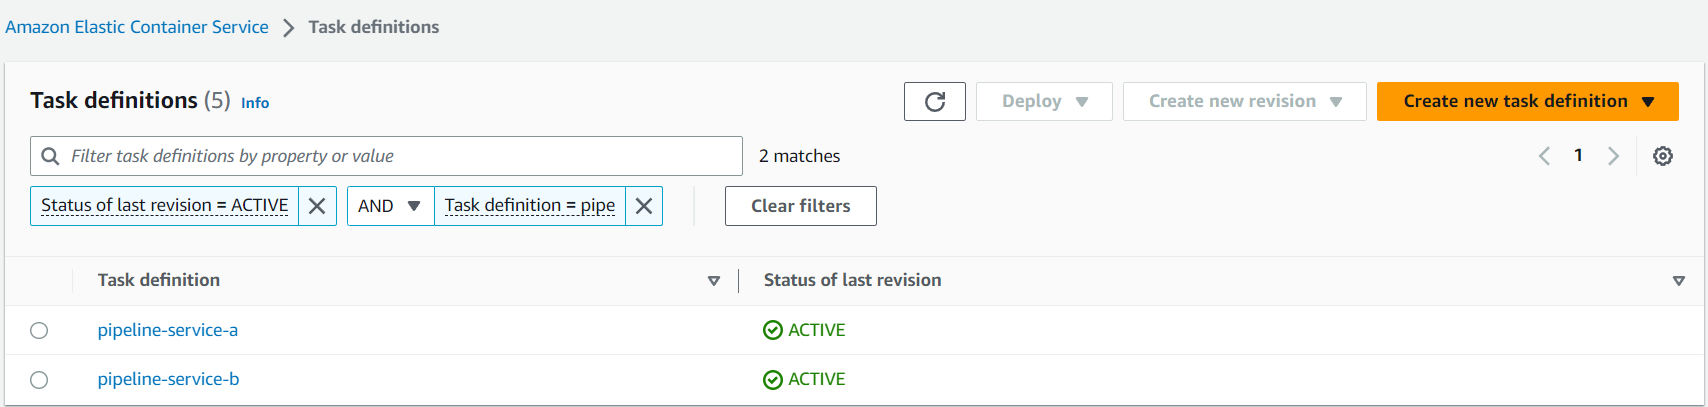 Amazon Elastic Container Service > Task definitions
Task definitions (5) Info
Deploy
Create new revision
Create new task definition
Filter task definitions by property or value
2 matches
1
Status of last revision = ACTIVE
AND
Task definition = pipe
Clear filters
Task definition
Status of last revision
pipeline-service-a
ACTIVE
pipeline-service-b
ACTIVE